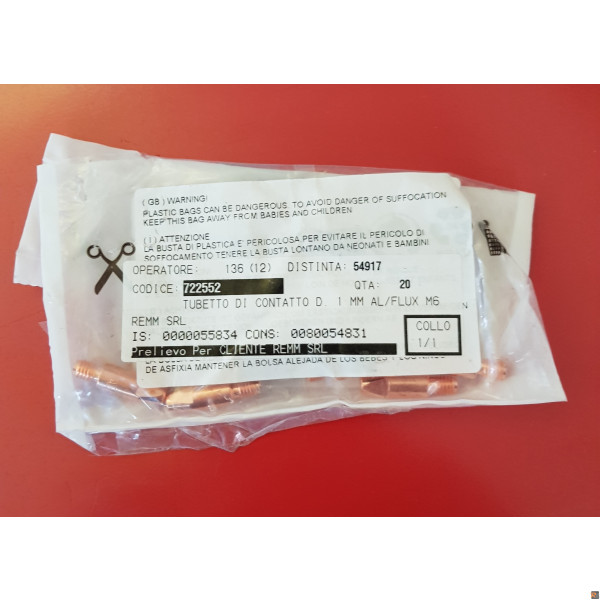 ( GB ) WARNING!
PLASTIC BAGS CAN BE DANGEROUS. TO AVOID DANGER OF SUFFOCATION
KEEP THIS BAG AWAY FROM BABIES AND CHILDREN
( I ) ATTENZIONE
LA BUSTA DI PLASTICA E' PERICOLOSA.PER EVITARE IL PERICOLO DI
SOFFOCAMENTO TENERE LA BUSTA LONTANO DA NEONATI E BAMBINI
OPERATORE: 136 (12) DISTINTA: 54917
CODICE: 722552 QTA: 20
TUBETTO DI CONTATTO D. 1 MM AL/FLUX M6
REMM SRL
IS: 0000055834 CONS: 0080054831
COLLO
1/1
Prelievo Per CLIENTE REMM SRL
DE ASFIXIA MANTENER LA BOLSA ALEJADA DE LOS BEBES Y